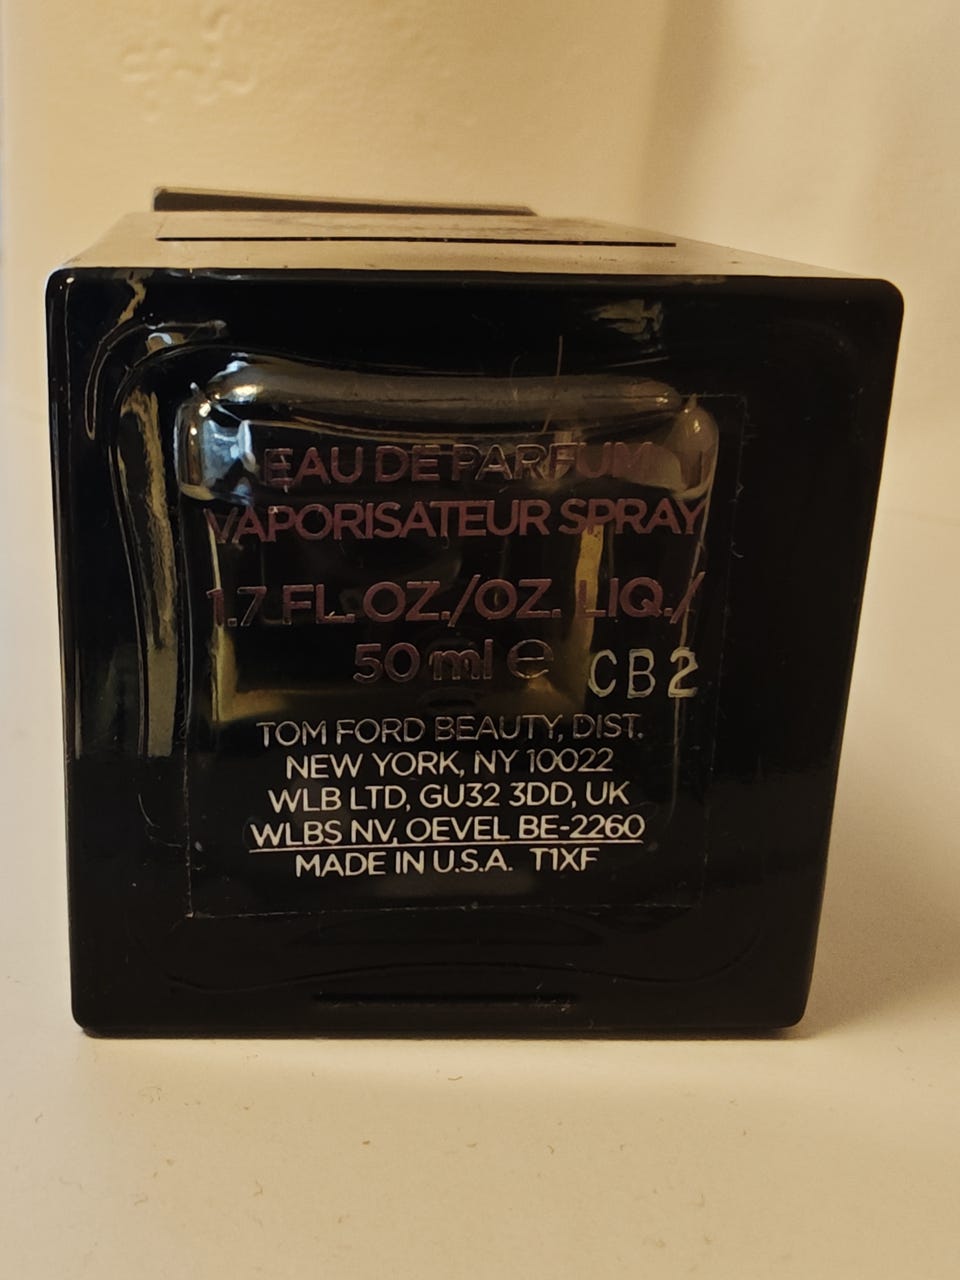 EAU DE PARFUM
VAPORISATEUR SPRAY
1.7 FL. OZ./OZ. LIQ./
50 ml ℮ CB2
TOM FORD BEAUTY, DIST.
NEW YORK, NY 10022
WLB LTD, GU32 3DD, UK
WLBS NV, OEVEL BE-2260
MADE IN U.S.A. T1XF